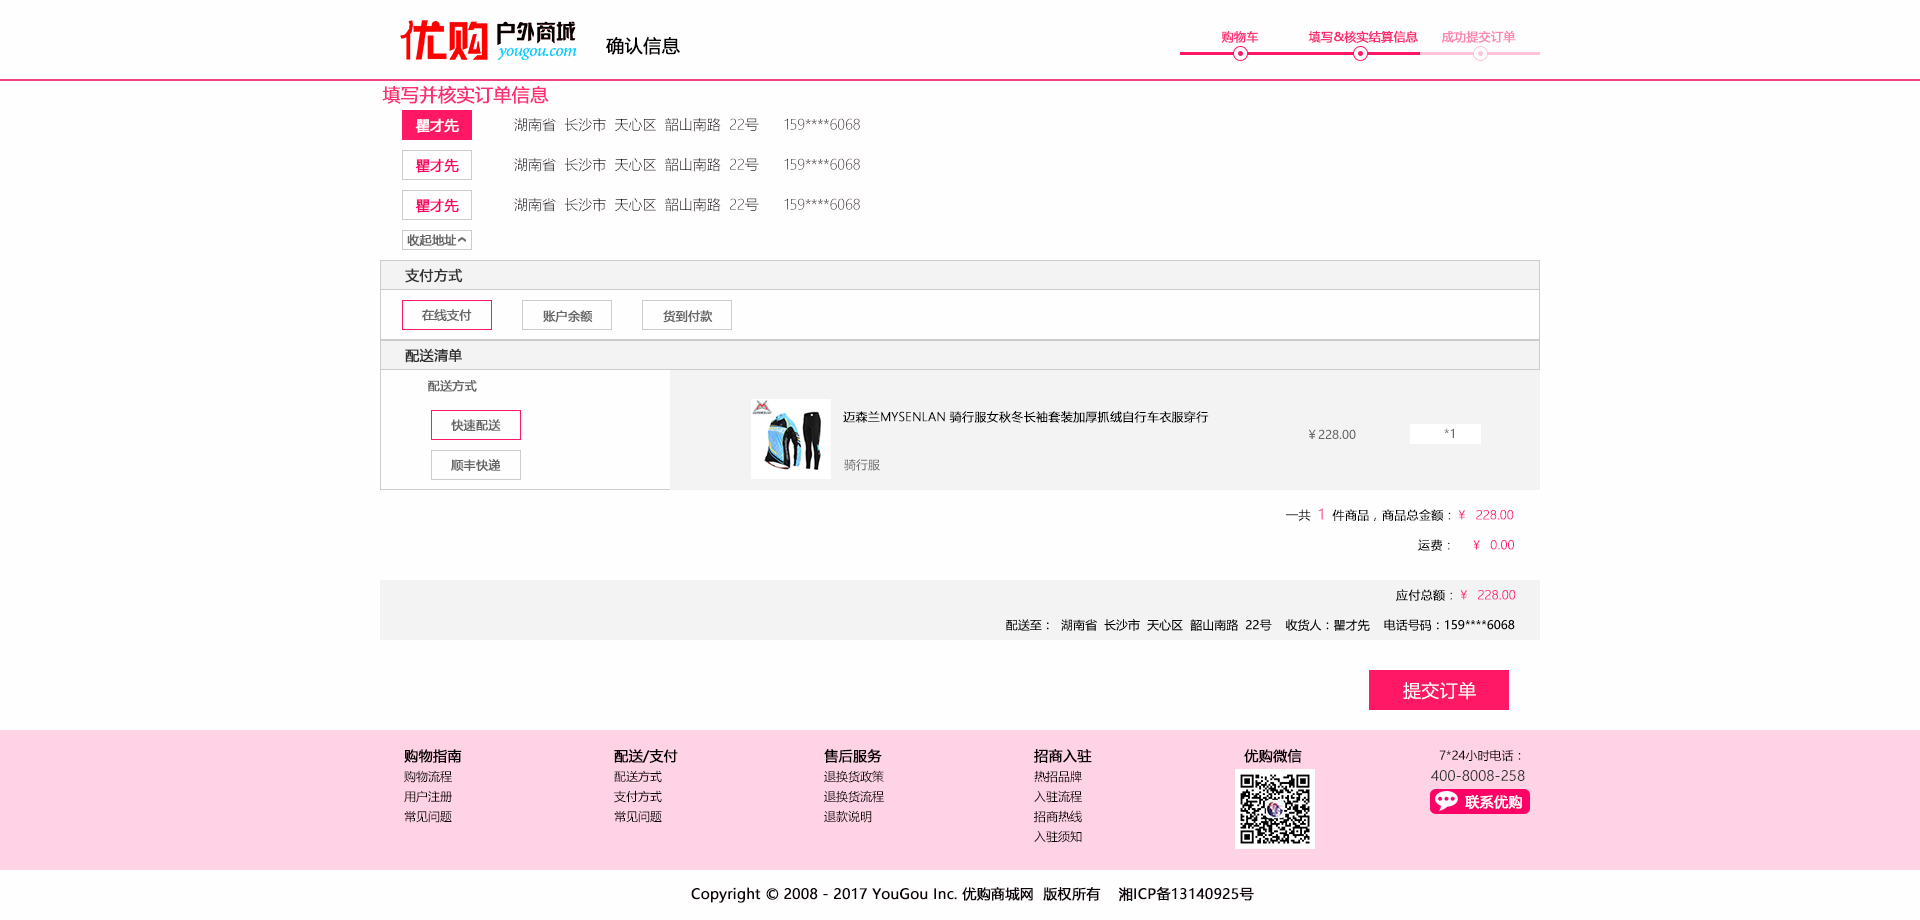 优购 户外商城 yougou.com 确认信息
购物车 填写&核实结算信息 成功提交订单
填写并核实订单信息
瞿才先 湖南省 长沙市 天心区 韶山南路 22号 159****6068
瞿才先 湖南省 长沙市 天心区 韶山南路 22号 159****6068
瞿才先 湖南省 长沙市 天心区 韶山南路 22号 159****6068
收起地址
支付方式
在线支付 账户余额 货到付款
配送清单
配送方式
快速配送
顺丰快递
迈森兰MYSENLAN 骑行服女秋冬长袖套装加厚抓绒自行车衣服穿行
¥228.00 *1
骑行服
一共 1 件商品，商品总金额： ¥ 228.00
运费： ¥ 0.00
应付总额： ¥ 228.00
配送至： 湖南省 长沙市 天心区 韶山南路 22号 收货人：瞿才先 电话号码：159****6068
提交订单
购物指南
购物流程
用户注册
常见问题
配送/支付
配送方式
支付方式
常见问题
售后服务
退换货政策
退换货流程
退款说明
招商入驻
热招品牌
入驻流程
招商热线
入驻须知
优购微信
7*24小时电话：
400-8008-258
联系优购
Copyright © 2008 - 2017 YouGou Inc. 优购商城网 版权所有 湘ICP备13140925号